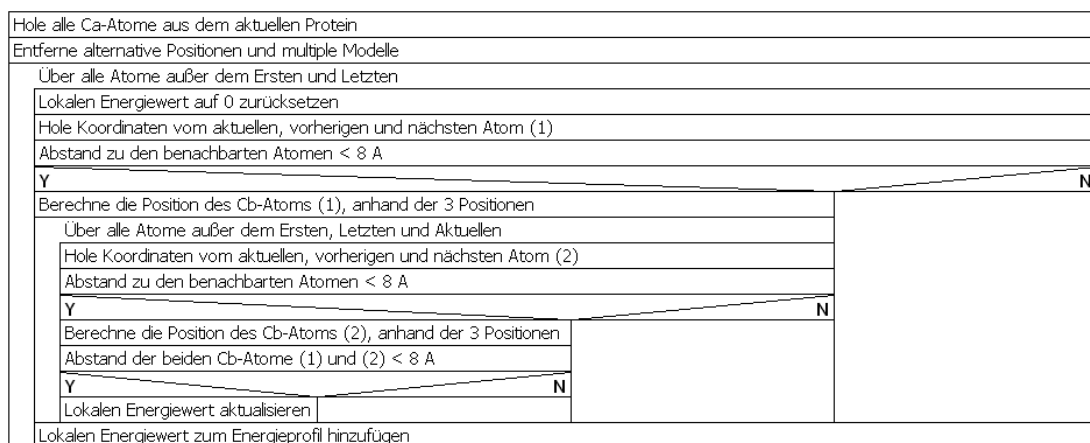 Hole alle Ca-Atome aus dem aktuellen Protein
Entferne alternative Positionen und multiple Modelle
Über alle Atome außer dem Ersten und Letzten
Lokalen Energiewert auf 0 zurücksetzen
Hole Koordinaten vom aktuellen, vorherigen und nächsten Atom (1)
Abstand zu den benachbarten Atomen < 8 A
Y N
Berechne die Position des Cb-Atoms (1), anhand der 3 Positionen
Über alle Atome außer dem Ersten, Letzten und Aktuellen
Hole Koordinaten vom aktuellen, vorherigen und nächsten Atom (2)
Abstand zu den benachbarten Atomen < 8 A
Y N
Berechne die Position des Cb-Atoms (2), anhand der 3 Positionen
Abstand der beiden Cb-Atome (1) und (2) < 8 A
Y N
Lokalen Energiewert aktualisieren
Lokalen Energiewert zum Energieprofil hinzufügen